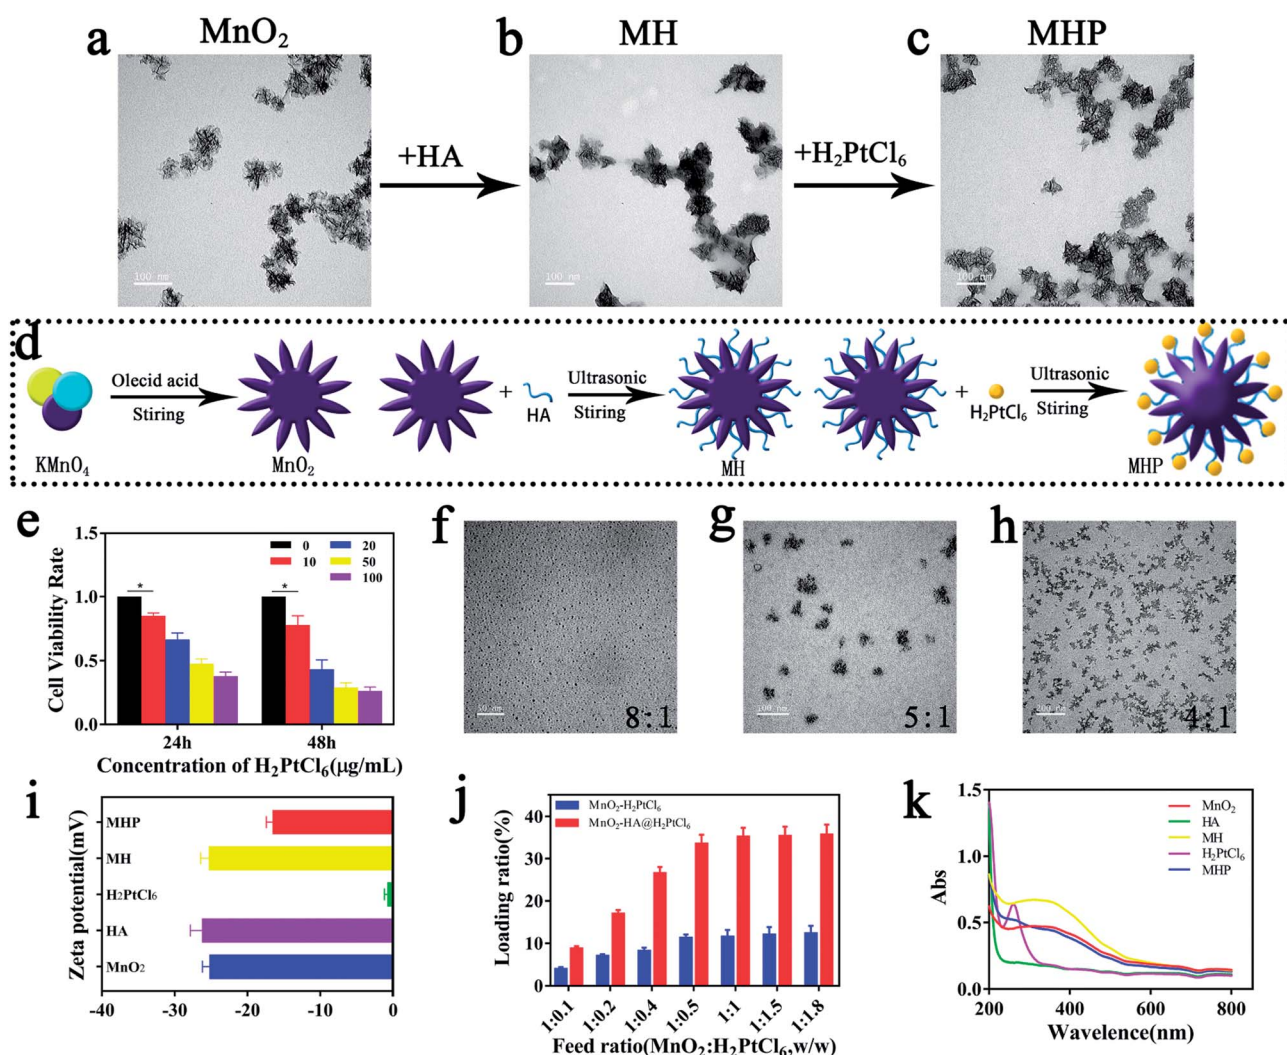 a
MnO₂
b
MH
c
MHP
+HA
+H₂PtCl₆
100 nm
100 nm
100 nm
d
Olecid acid
Stiring
+
HA
Ultrasonic
Stiring
+
H₂PtCl₆
Ultrasonic
Stiring
KMnO₄
MnO₂
MH
MHP
e
1.5
1.0
0.5
0.0
Cell Viability Rate
0
10
20
50
100
*
*
24h
48h
Concentration of H₂PtCl₆(μg/mL)
f
50 nm
8:1
g
100 nm
5:1
h
200 nm
4:1
i
Zeta potential(mV)
MHP
MH
H₂PtCl₆
HA
MnO₂
-40
-30
-20
-10
0
j
Loading ratio(%)
40
30
20
10
0
MnO₂-H₂PtCl₆
MnO₂-HA@H₂PtCl₆
1:0.1
1:0.2
1:0.4
1:0.5
1:1
1:1.5
1:1.8
Feed ratio(MnO₂:H₂PtCl₆,w/w)
k
Abs
1.5
1.0
0.5
0.0
MnO₂
HA
MH
H₂PtCl₆
MHP
200
400
600
800
Wavelence(nm)